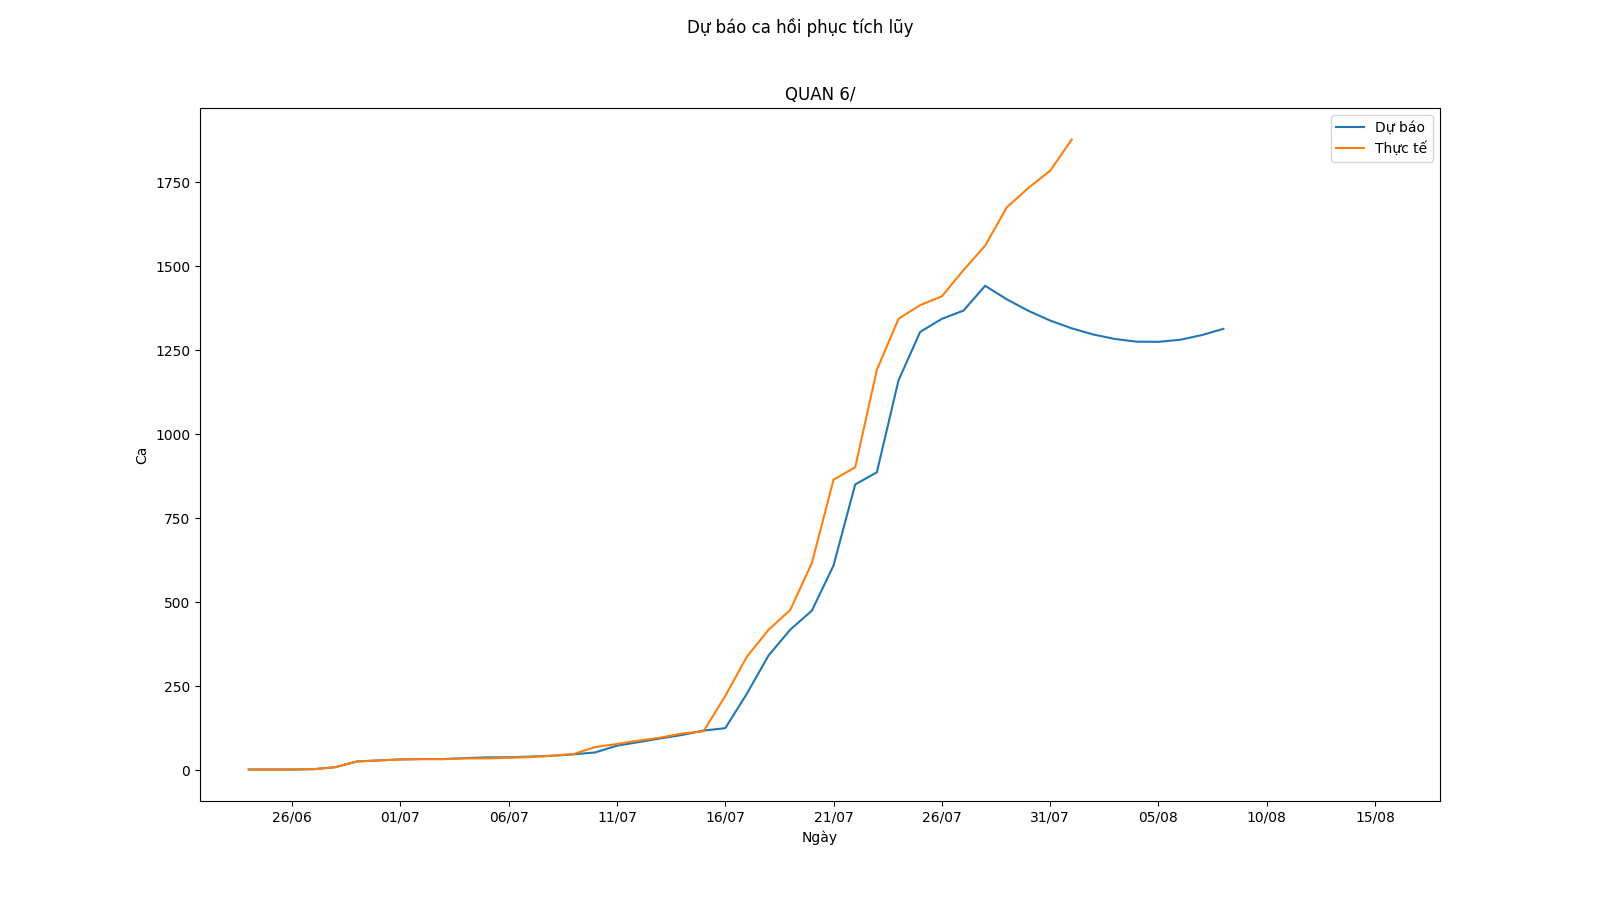 Dự báo ca hồi phục tích lũy
QUAN 6/
Dự báo
Thực tế
1750
1500
1250
1000
750
500
250
0
Ca
26/06 01/07 06/07 11/07 16/07 21/07 26/07 31/07 05/08 10/08 15/08
Ngày